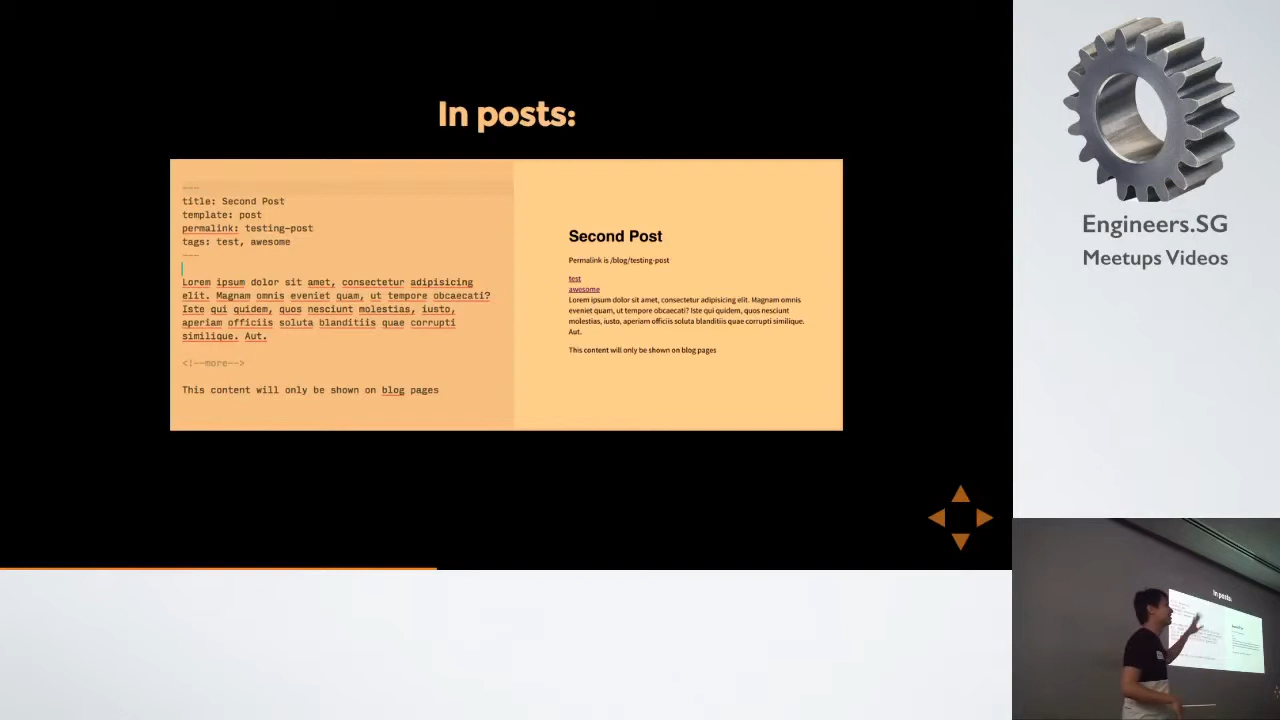 In posts:
---
title: Second Post
template: post
permalink: testing-post
tags: test, awesome
---
Lorem ipsum dolor sit amet, consectetur adipisicing
elit. Magnam omnis eveniet quam, ut tempore obcaecati?
Iste qui quidem, quos nesciunt molestias, iusto,
aperiam officiis soluta blanditiis quae corrupti
similique. Aut.
<!--more-->
This content will only be shown on blog pages
Second Post
Permalink is /blog/testing-post
test
awesome
Lorem ipsum dolor sit amet, consectetur adipisicing elit. Magnam omnis
eveniet quam, ut tempore obcaecati? Iste qui quidem, quos nesciunt
molestias, iusto, aperiam officiis soluta blanditiis quae corrupti similique.
Aut.
This content will only be shown on blog pages
Engineers.SG
Meetups Videos
In posts: